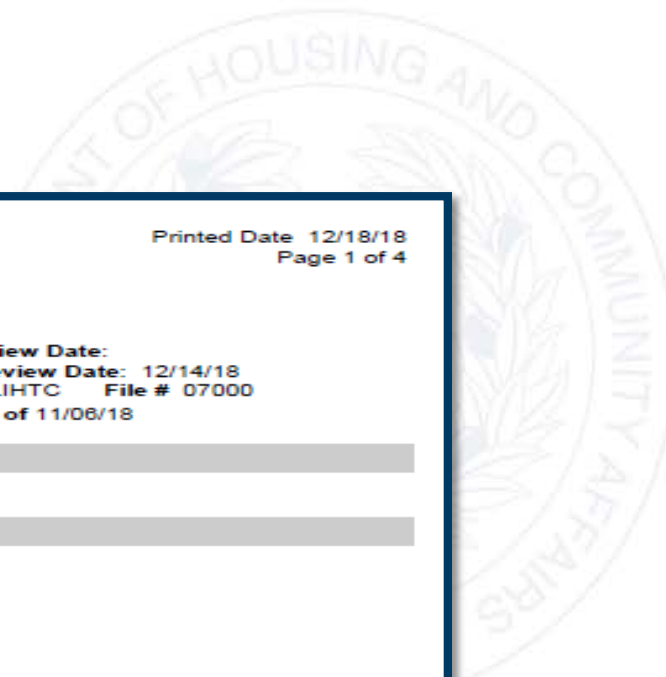 T OF HOUSING AND COMMUNITY AFFAIRS
Printed Date 12/18/18
Page 1 of 4
iew Date:
view Date: 12/14/18
IHTC File # 07000
of 11/06/18